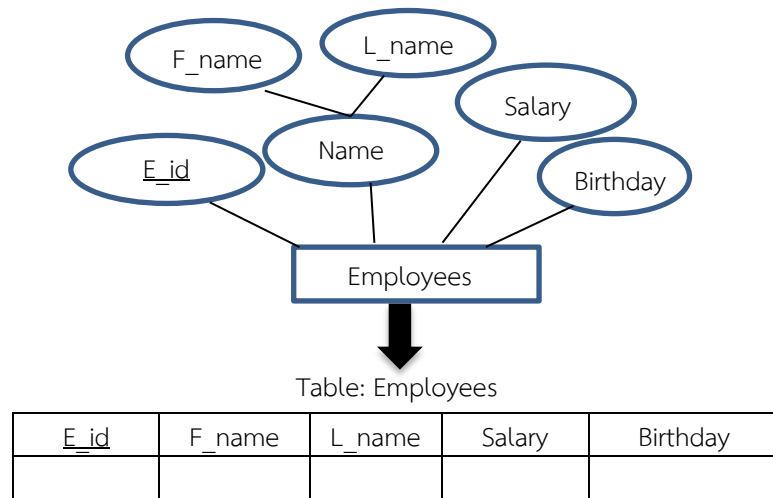 F_name
L_name
Salary
E_id
Name
Birthday
Employees
Table: Employees
E_id F_name L_name Salary Birthday